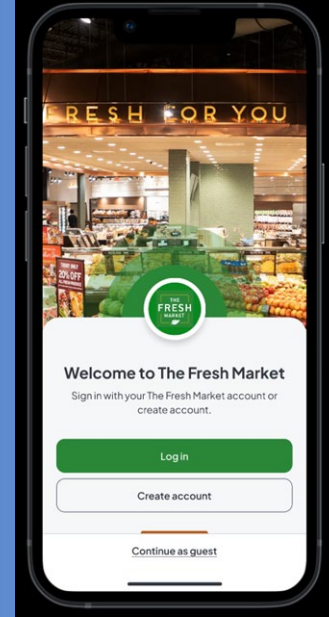 FRESH FOR YOU
20% OFF
THE
FRESH
MARKET
Welcome to The Fresh Market
Sign in with your The Fresh Market account or
create account.
Log in
Create account
Continue as guest